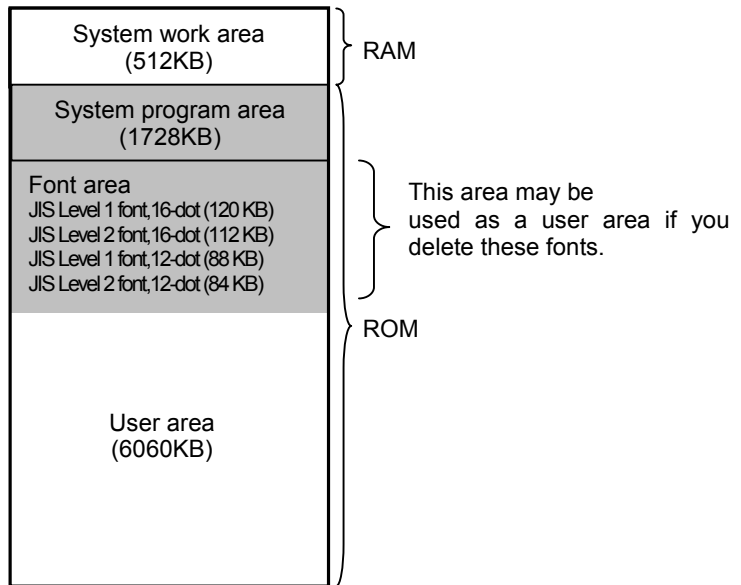 System work area
(512KB)
RAM
System program area
(1728KB)
Font area
JIS Level 1 font,16-dot (120 KB)
JIS Level 2 font,16-dot (112 KB)
JIS Level 1 font,12-dot (88 KB)
JIS Level 2 font,12-dot (84 KB)
This area may be
used as a user area if you
delete these fonts.
ROM
User area
(6060KB)